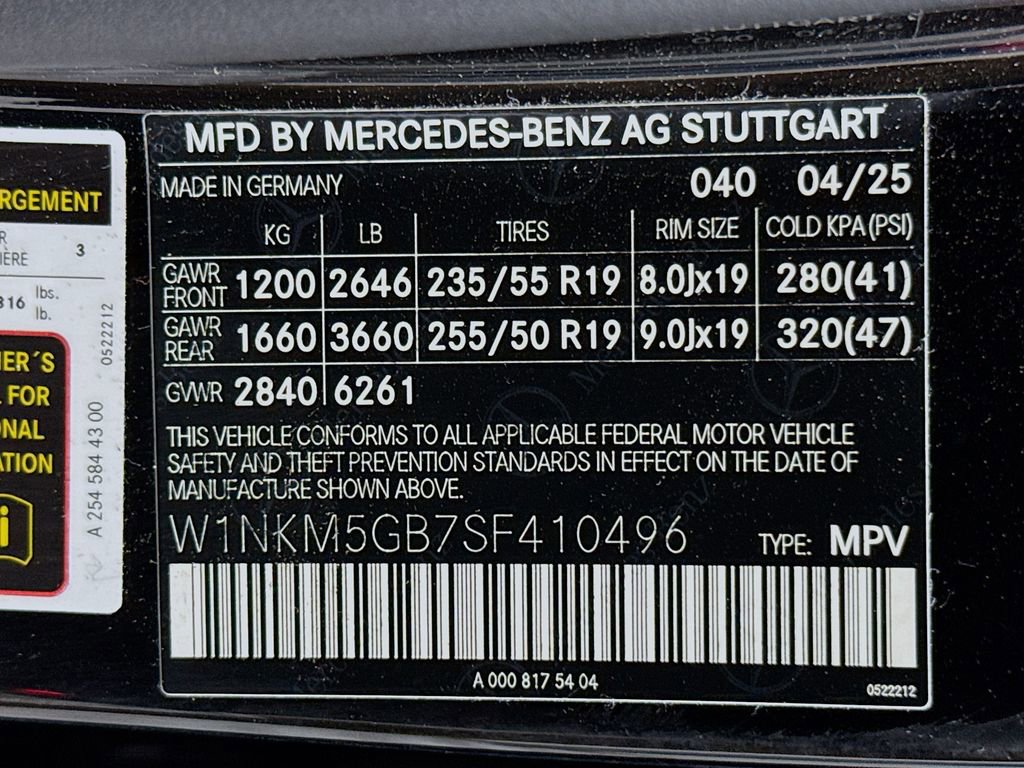 MFD BY MERCEDES-BENZ AG STUTTGART
MADE IN GERMANY 040 04/25
KG LB TIRES RIM SIZE COLD KPA(PSI)
GAWR FRONT 1200 2646 235/55 R19 8.0Jx19 280(41)
GAWR REAR 1660 3660 255/50 R19 9.0Jx19 320(47)
GVWR 2840 6261
THIS VEHICLE CONFORMS TO ALL APPLICABLE FEDERAL MOTOR VEHICLE
SAFETY AND THEFT PREVENTION STANDARDS IN EFFECT ON THE DATE OF
MANUFACTURE SHOWN ABOVE.
W1NKM5GB7SF410496 TYPE: MPV
A 000 817 54 04
0522212
RGEMENT
R
IÈRE 3
816 lbs.
lb.
0522212
ER´S
FOR
NAL
ATION
i
A 254 584 43 00